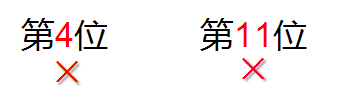 第4位 第11位
× ×